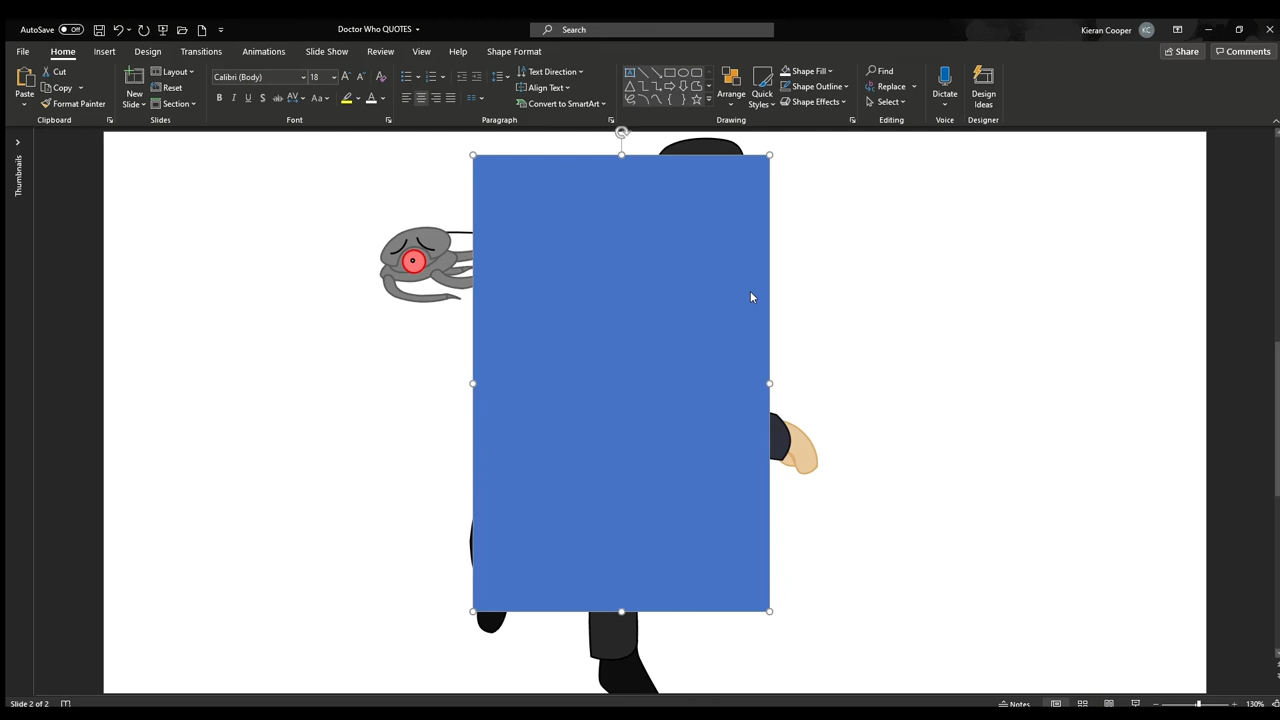 AutoSave Off Doctor Who QUOTES Search Kieran Cooper KC
File Home Insert Design Transitions Animations Slide Show Review View Help Shape Format Share Comments
Paste Cut Copy Format Painter Clipboard
New Slide Layout Reset Section Slides
Calibri (Body) 18 A A A B I U S ab AV Aa A Font
Text Direction Align Text Convert to SmartArt Paragraph
Arrange Quick Styles Shape Fill Shape Outline Shape Effects Drawing
Find Replace Select Editing
Dictate Voice
Design Ideas Designer
Thumbnails
Slide 2 of 2 Notes 130%